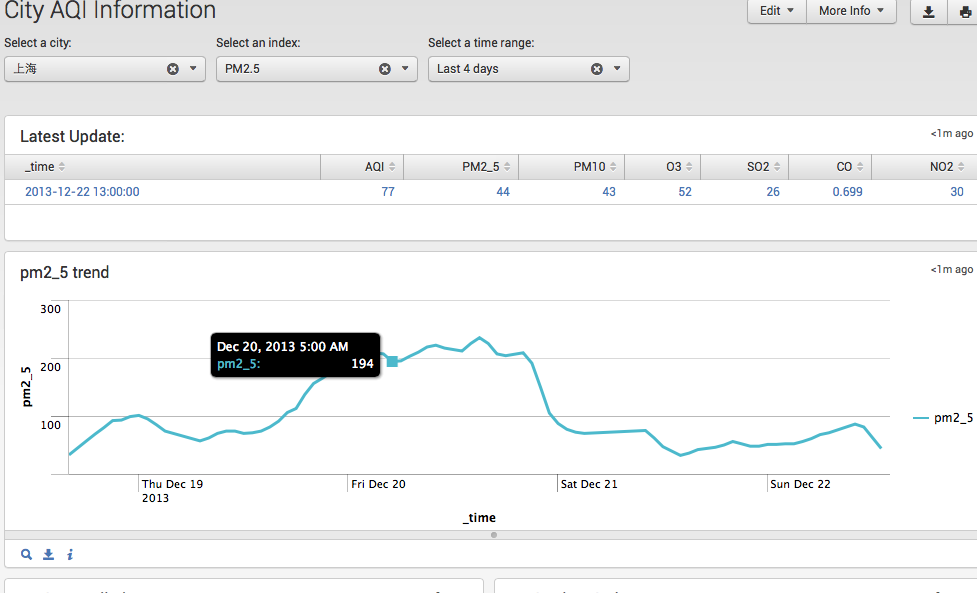 City AQI Information
Edit More Info
Select a city: Select an index: Select a time range:
上海 PM2.5 Last 4 days
Latest Update: <1m ago
_time AQI PM2_5 PM10 O3 SO2 CO NO2
2013-12-22 13:00:00 77 44 43 52 26 0.699 30
pm2_5 trend <1m ago
300
Dec 20, 2013 5:00 AM
pm2_5: 194
200
pm2_5
100
pm2_5
Thu Dec 19 Fri Dec 20 Sat Dec 21 Sun Dec 22
2013
_time